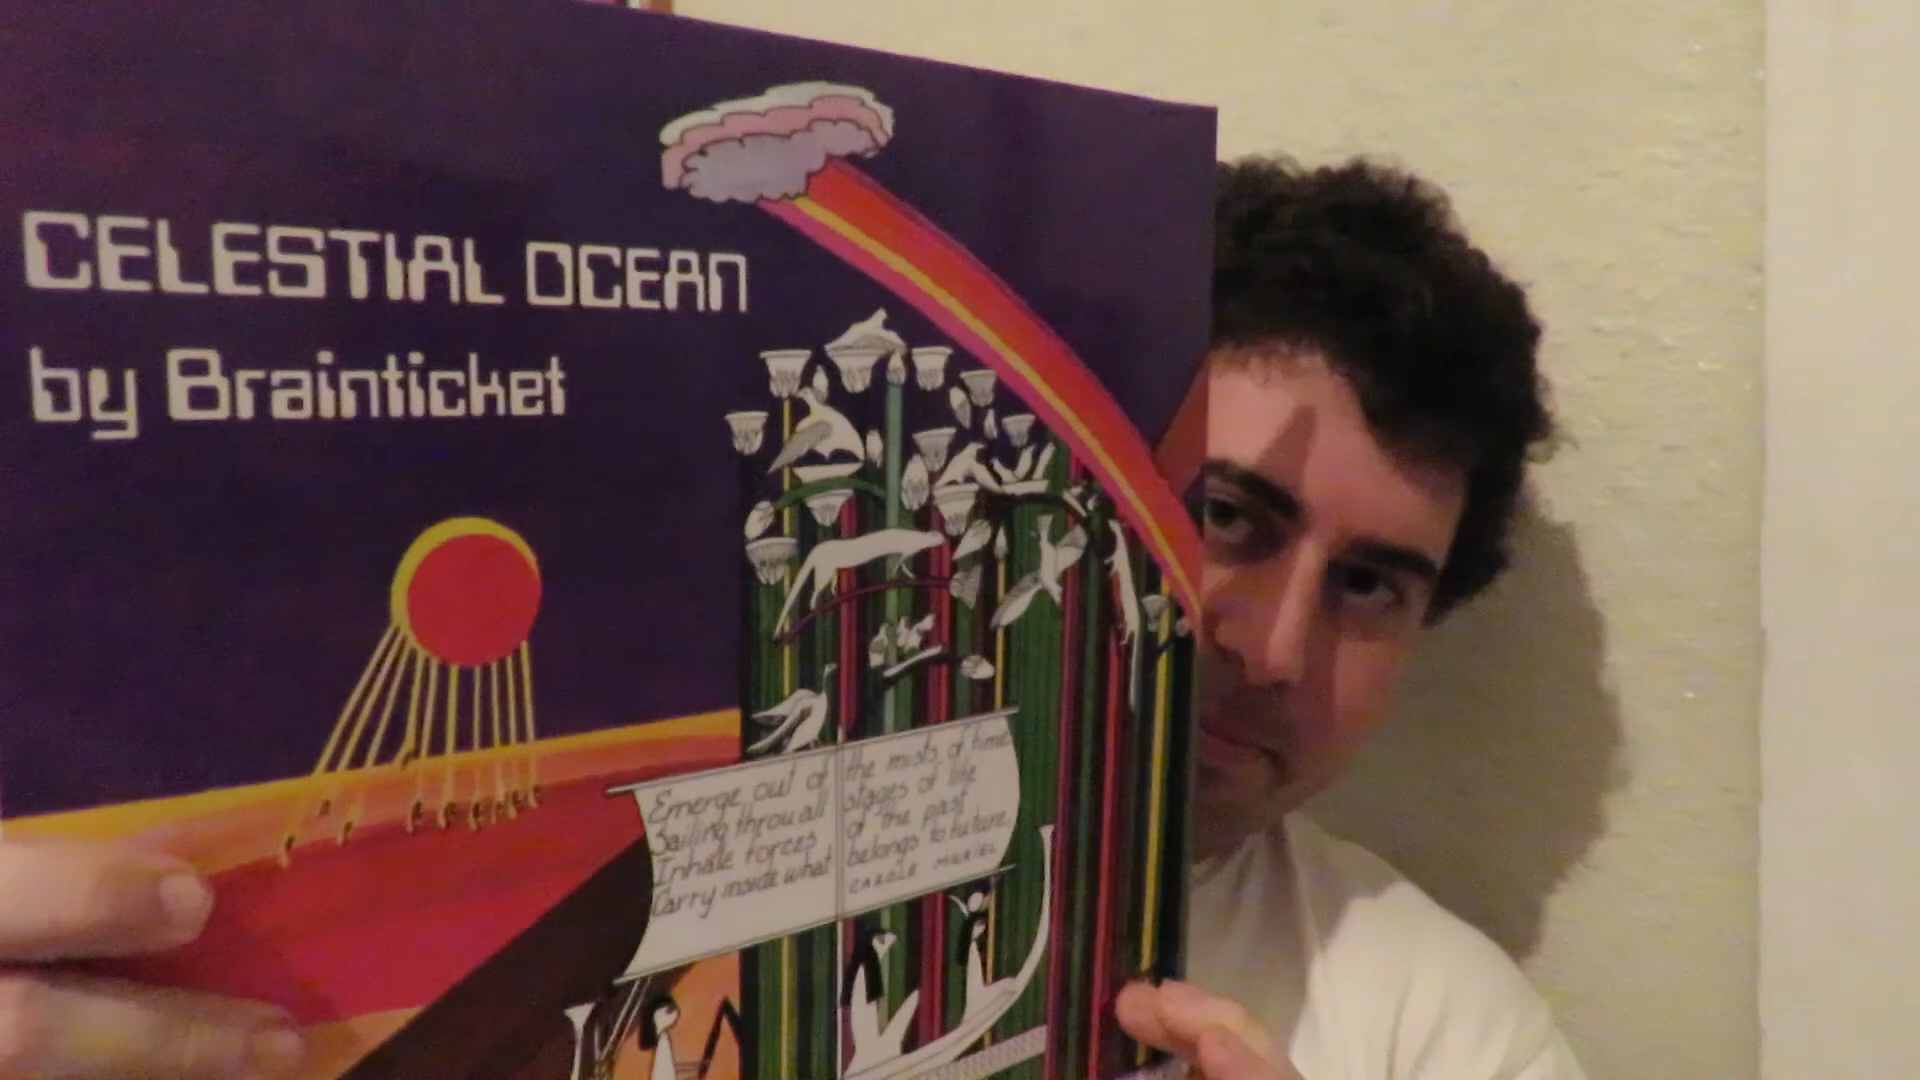 CELESTIAL OCEAN
by Brainticket
Emerge out of the mists of time
Sailing throu all stages of life
Inhale forces of the past
Carry inside what belongs to future
CAROLE MURIEL